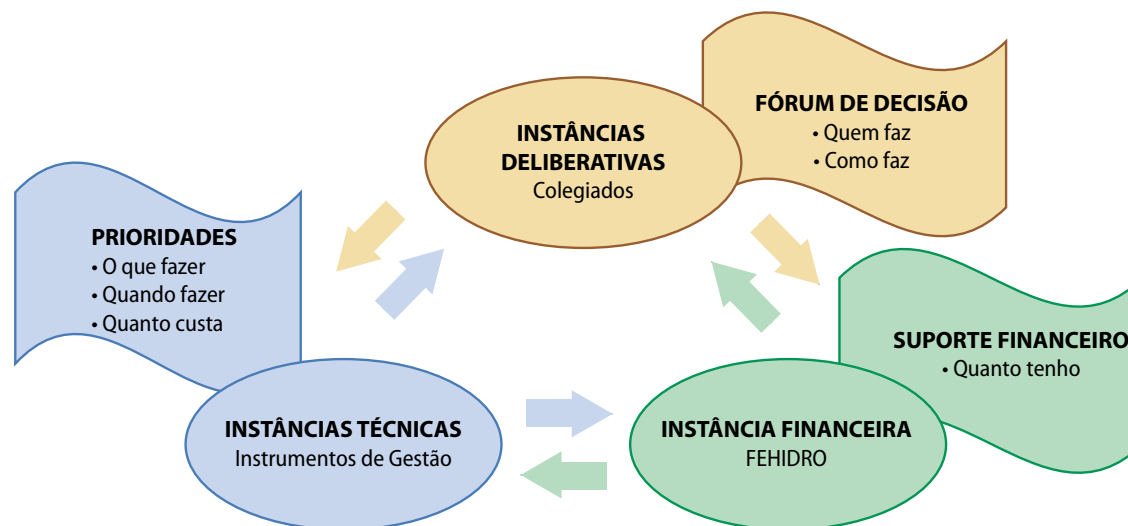 FÓRUM DE DECISÃO
• Quem faz
• Como faz
INSTÂNCIAS
DELIBERATIVAS
Colegiados
PRIORIDADES
• O que fazer
• Quando fazer
• Quanto custa
SUPORTE FINANCEIRO
• Quanto tenho
INSTÂNCIAS TÉCNICAS
Instrumentos de Gestão
INSTÂNCIA FINANCEIRA
FEHIDRO